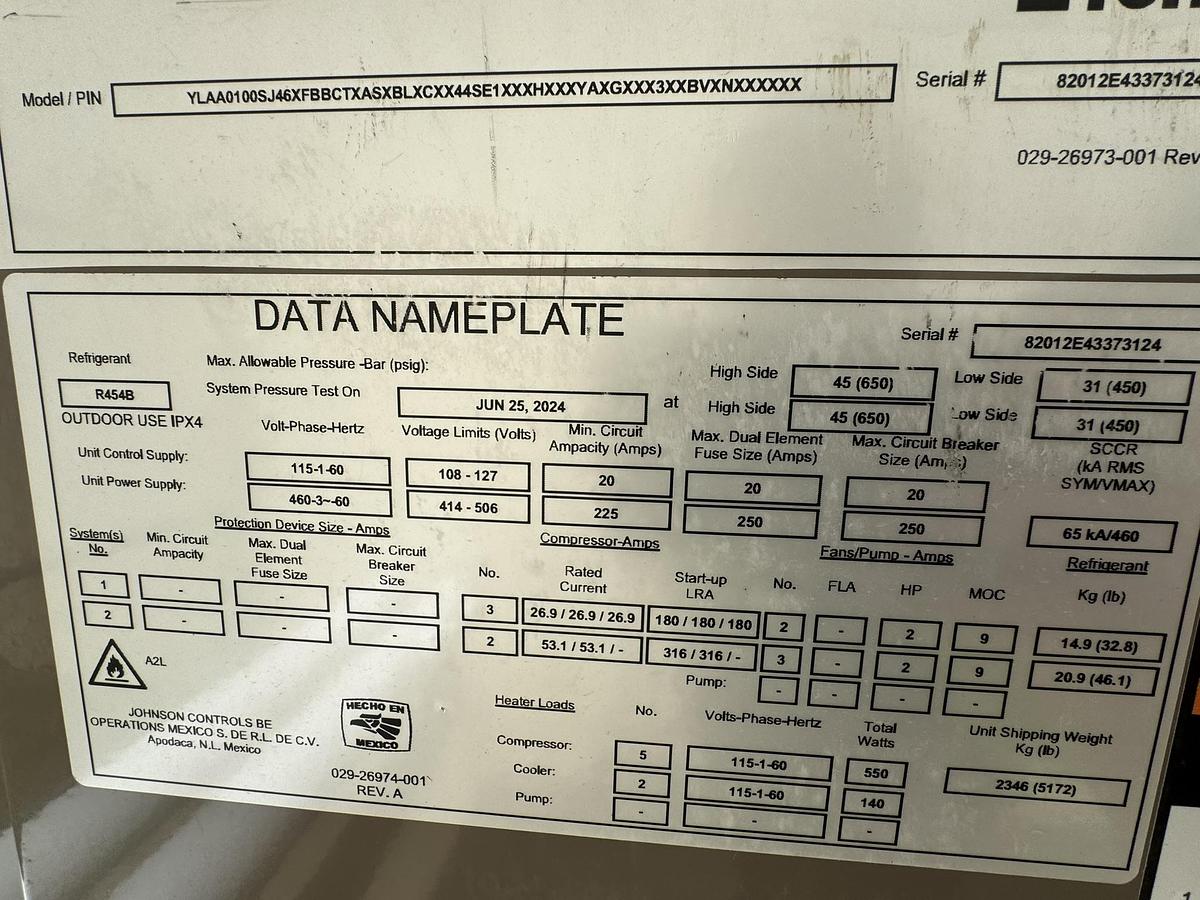 Model / PIN YLAA0100SJ46XFBBCTXASXBLXCXX44SE1XXXHXXXYAXGXXX3XXBVXNXXXXXX Serial # 82012E43373124
029-26973-001 Rev
DATA NAMEPLATE
Serial # 82012E43373124
Refrigerant Max. Allowable Pressure -Bar (psig): High Side 45 (650) Low Side 31 (450)
R454B System Pressure Test On JUN 25, 2024 at High Side 45 (650) Low Side 31 (450)
OUTDOOR USE IPX4
Volt-Phase-Hertz Voltage Limits (Volts) Min. Circuit Ampacity (Amps) Max. Dual Element Fuse Size (Amps) Max. Circuit Breaker Size (Amps) SCCR (kA RMS SYM/VMAX)
Unit Control Supply: 115-1-60 108 - 127 20 20 20
Unit Power Supply: 460-3~-60 414 - 506 225 250 250 65 kA/460
Protection Device Size - Amps Compressor-Amps Fans/Pump - Amps Refrigerant
System(s) No. Min. Circuit Ampacity Max. Dual Element Fuse Size Max. Circuit Breaker Size No. Rated Current Start-up LRA No. FLA HP MOC Kg (lb)
1 - - - 3 26.9 / 26.9 / 26.9 180 / 180 / 180 2 - 2 9 14.9 (32.8)
2 - - - 2 53.1 / 53.1 / - 316 / 316 / - 3 - 2 9 20.9 (46.1)
Pump: - - - -
A2L
JOHNSON CONTROLS BE
OPERATIONS MEXICO S. DE R.L. DE C.V.
Apodaca, N.L. Mexico
HECHO EN
MEXICO
029-26974-001
REV. A
Heater Loads No. Volts-Phase-Hertz Total Watts Unit Shipping Weight Kg (lb)
Compressor: 5 115-1-60 550 2346 (5172)
Cooler: 2 115-1-60 140
Pump: - - -